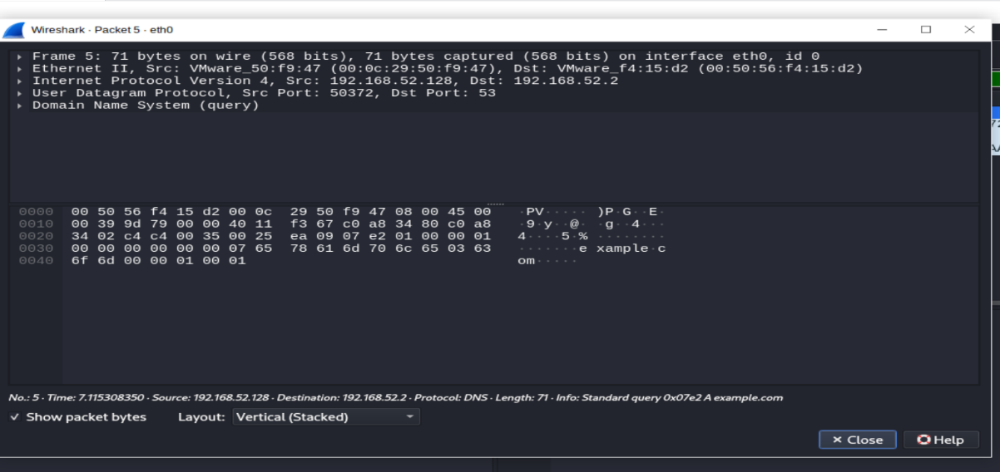 Wireshark · Packet 5 · eth0
Frame 5: 71 bytes on wire (568 bits), 71 bytes captured (568 bits) on interface eth0, id 0
Ethernet II, Src: VMware_50:f9:47 (00:0c:29:50:f9:47), Dst: VMware_f4:15:d2 (00:50:56:f4:15:d2)
Internet Protocol Version 4, Src: 192.168.52.128, Dst: 192.168.52.2
User Datagram Protocol, Src Port: 50372, Dst Port: 53
Domain Name System (query)
0000 00 50 56 f4 15 d2 00 0c 29 50 f9 47 08 00 45 00 ·PV····· )P·G··E·
0010 00 39 9d 79 00 00 40 11 f3 67 c0 a8 34 80 c0 a8 ·9·y··@· ·g··4···
0020 34 02 c4 c4 00 35 00 25 ea 09 07 e2 01 00 00 01 4····5·% ········
0030 00 00 00 00 00 00 07 65 78 61 6d 70 6c 65 03 63 ·······e xample·c
0040 6f 6d 00 00 01 00 01 om·····
No.: 5 · Time: 7.115308350 · Source: 192.168.52.128 · Destination: 192.168.52.2 · Protocol: DNS · Length: 71 · Info: Standard query 0x07e2 A example.com
Show packet bytes Layout: Vertical (Stacked)
Close Help